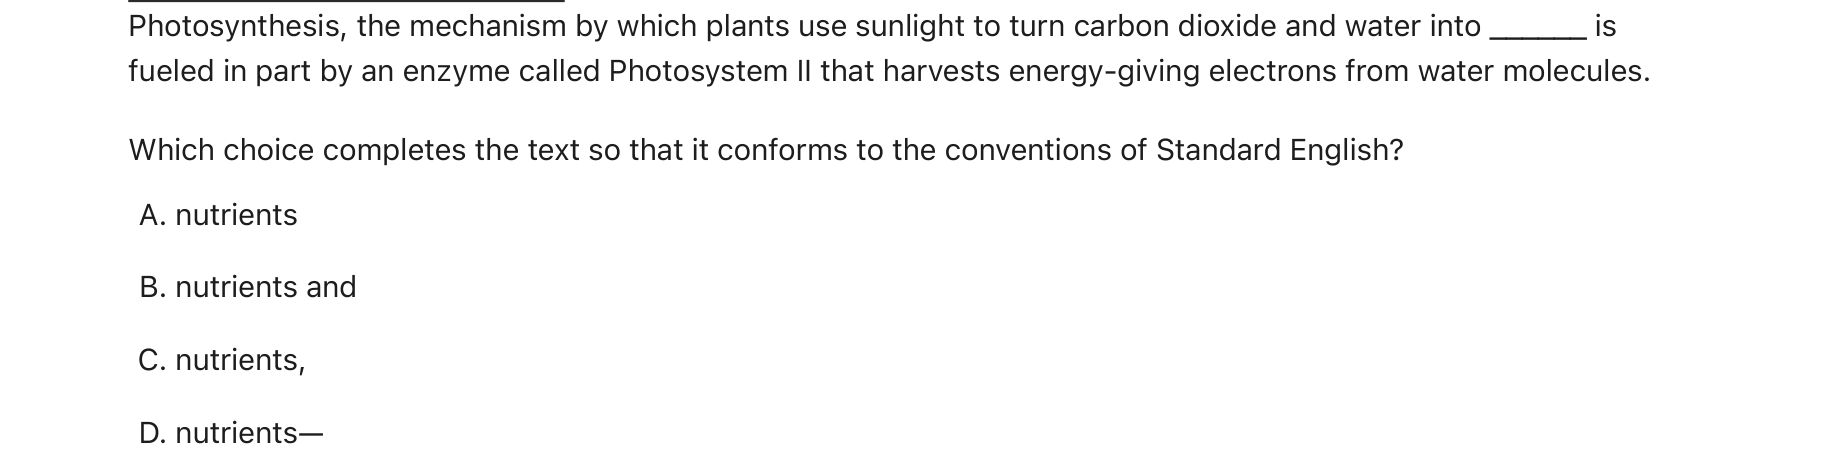 Photosynthesis, the mechanism by which plants use sunlight to turn carbon dioxide and water into ______ is
fueled in part by an enzyme called Photosystem II that harvests energy-giving electrons from water molecules.
Which choice completes the text so that it conforms to the conventions of Standard English?
A. nutrients
B. nutrients and
C. nutrients,
D. nutrients—